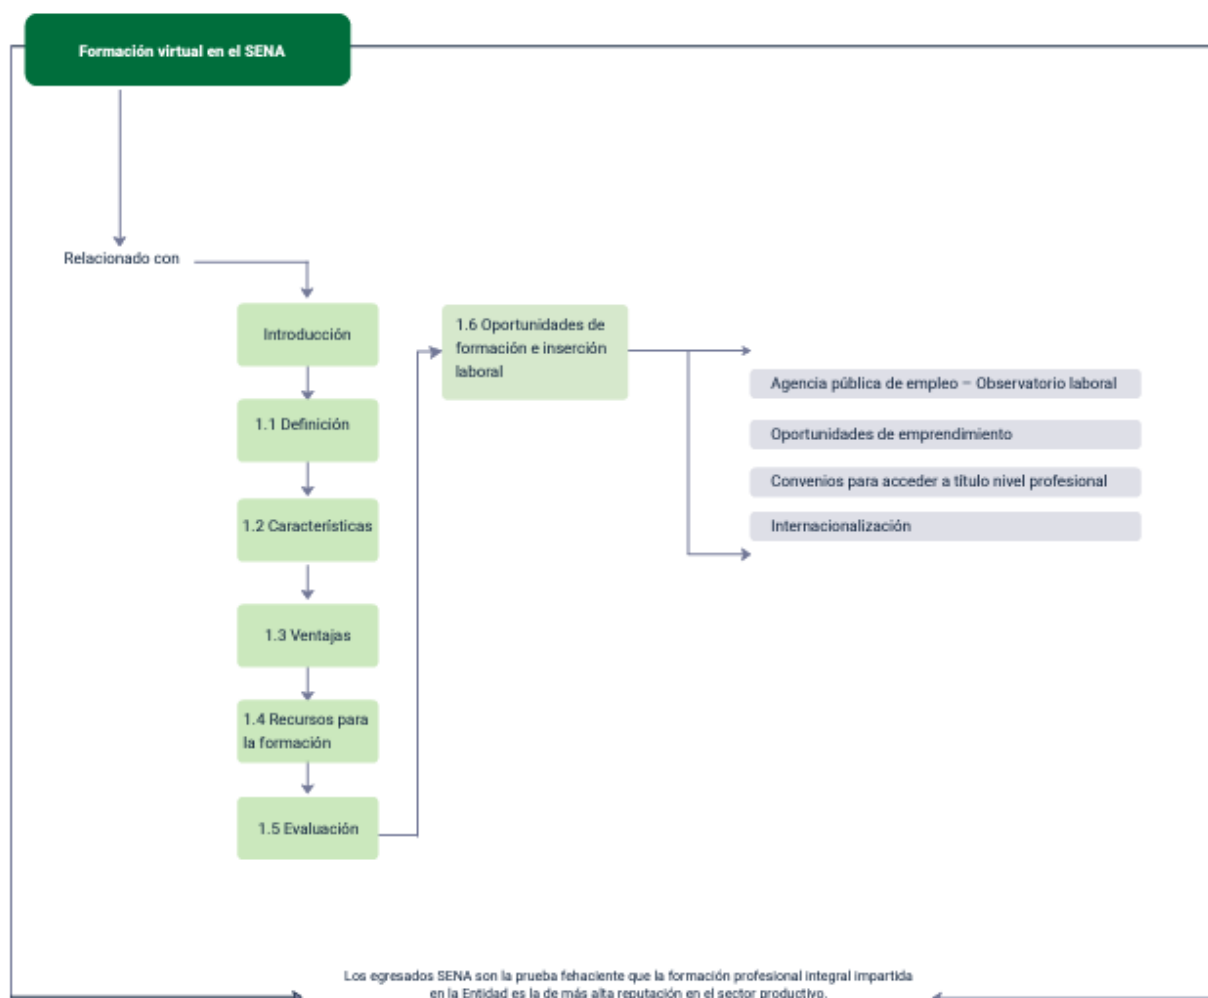 Formación virtual en el SENA
Relacionado con
Introducción
1.1 Definición
1.2 Características
1.3 Ventajas
1.4 Recursos para
la formación
1.5 Evaluación
1.6 Oportunidades de
formación e inserción
laboral
Agencia pública de empleo – Observatorio laboral
Oportunidades de emprendimiento
Convenios para acceder a título nivel profesional
Internacionalización
Los egresados SENA son la prueba fehaciente que la formación profesional integral impartida
en la Entidad es la de más alta reputación en el sector productivo.